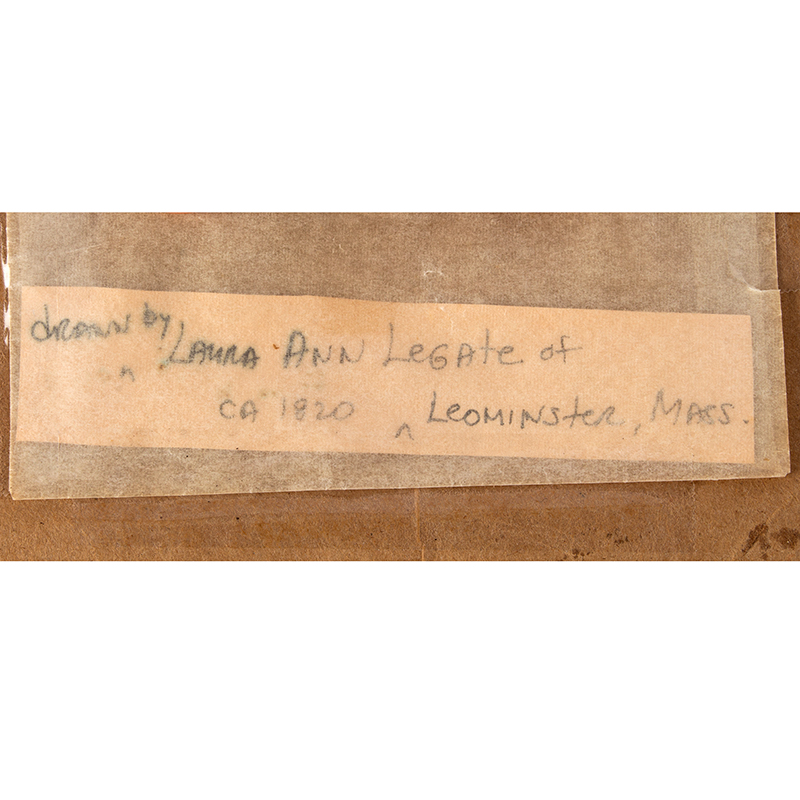 drawn by Laura Ann Legate of
^ ca 1820 ^ Leominster, Mass.